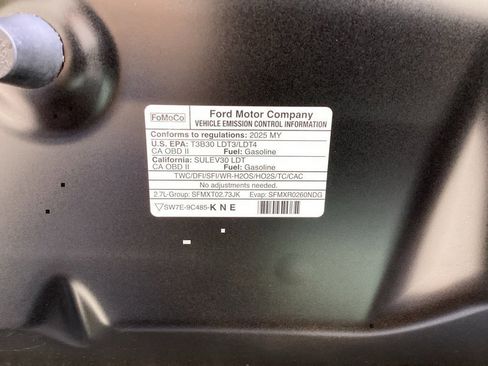 FoMoCo
Ford Motor Company
VEHICLE EMISSION CONTROL INFORMATION
Conforms to regulations: 2025 MY
U.S. EPA: T3B30 LDT3/LDT4
CA OBD II Fuel: Gasoline
California: SULEV30 LDT
CA OBD II Fuel: Gasoline
TWC/DFI/SFI/WR-H2OS/HO2S/TC/CAC
No adjustments needed.
2.7L-Group: SFMXT02.73JK Evap: SFMXR0260NDG
SW7E-9C485-KNE